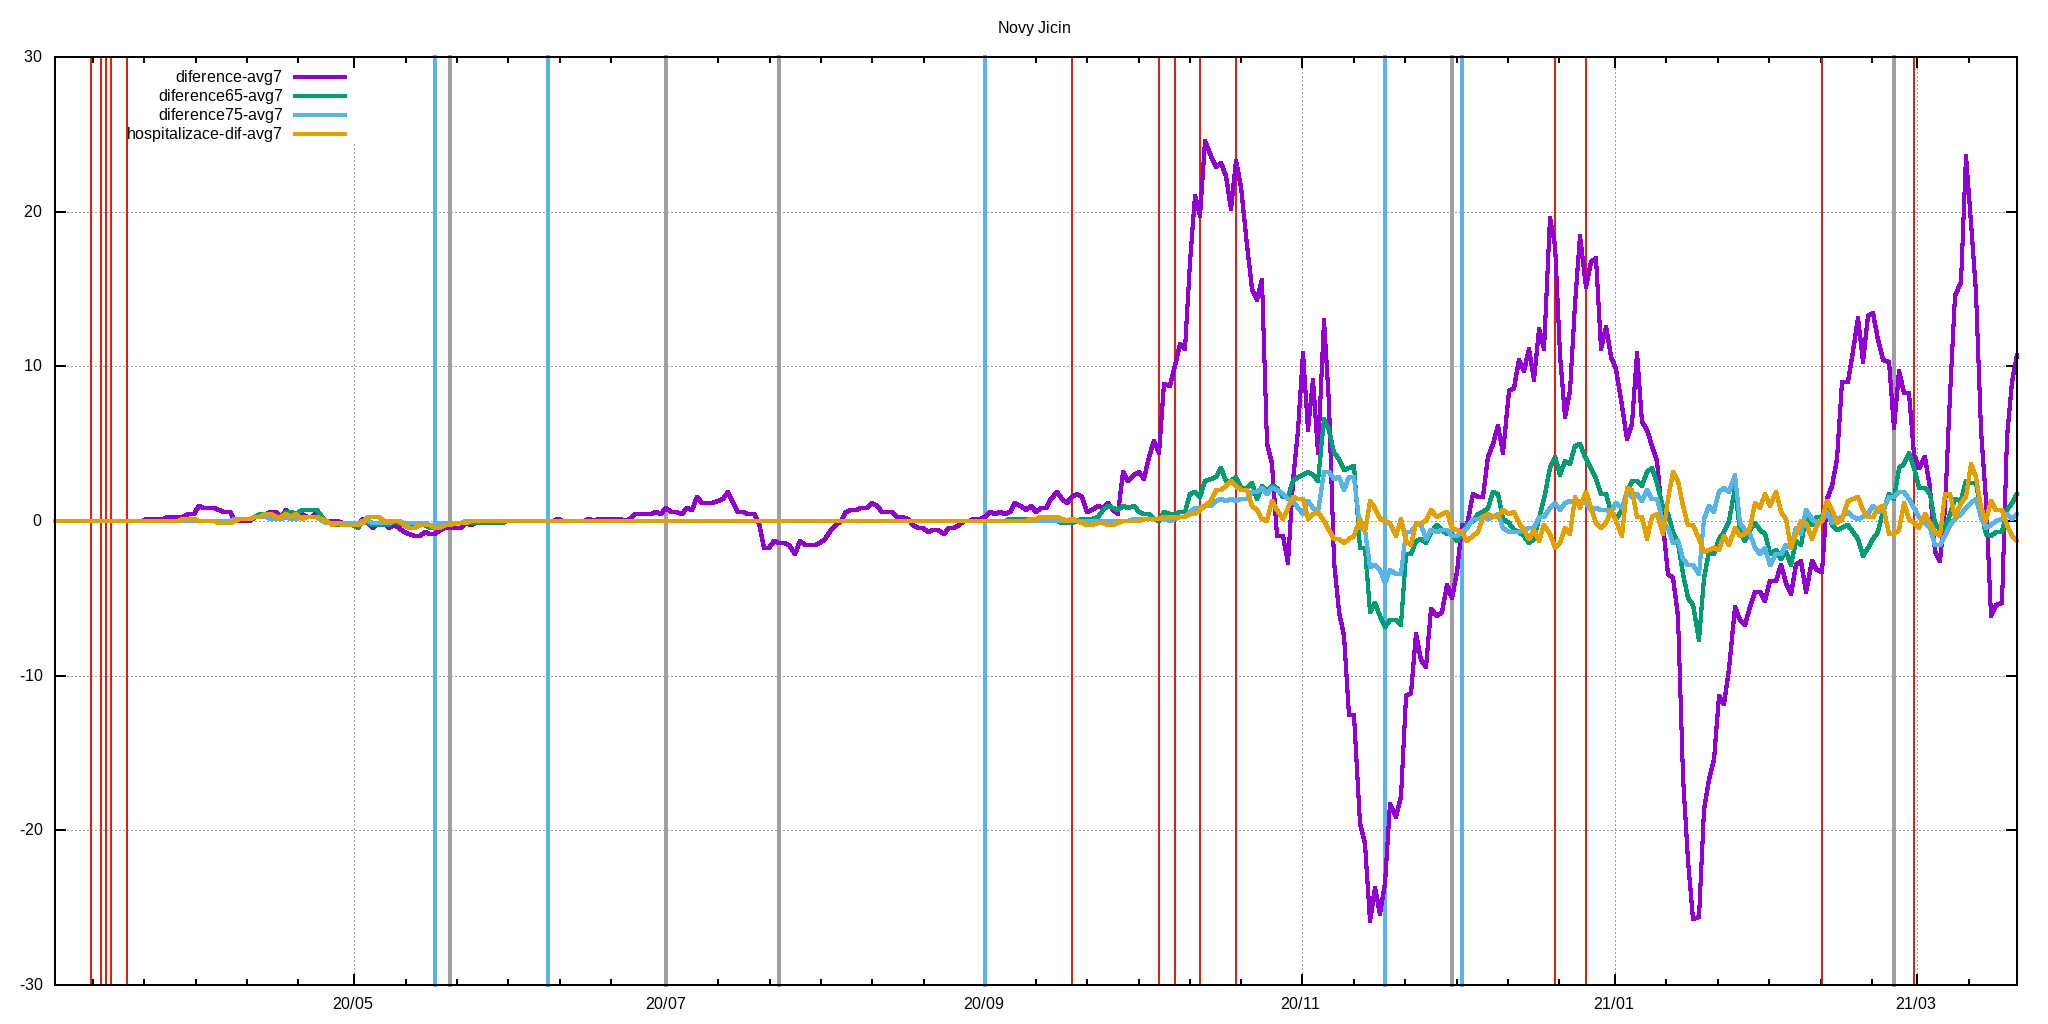 Novy Jicin
30
20
10
0
-10
-20
-30
diference-avg7
diference65-avg7
diference75-avg7
hospitalizace-dif-avg7
20/05
20/07
20/09
20/11
21/01
21/03